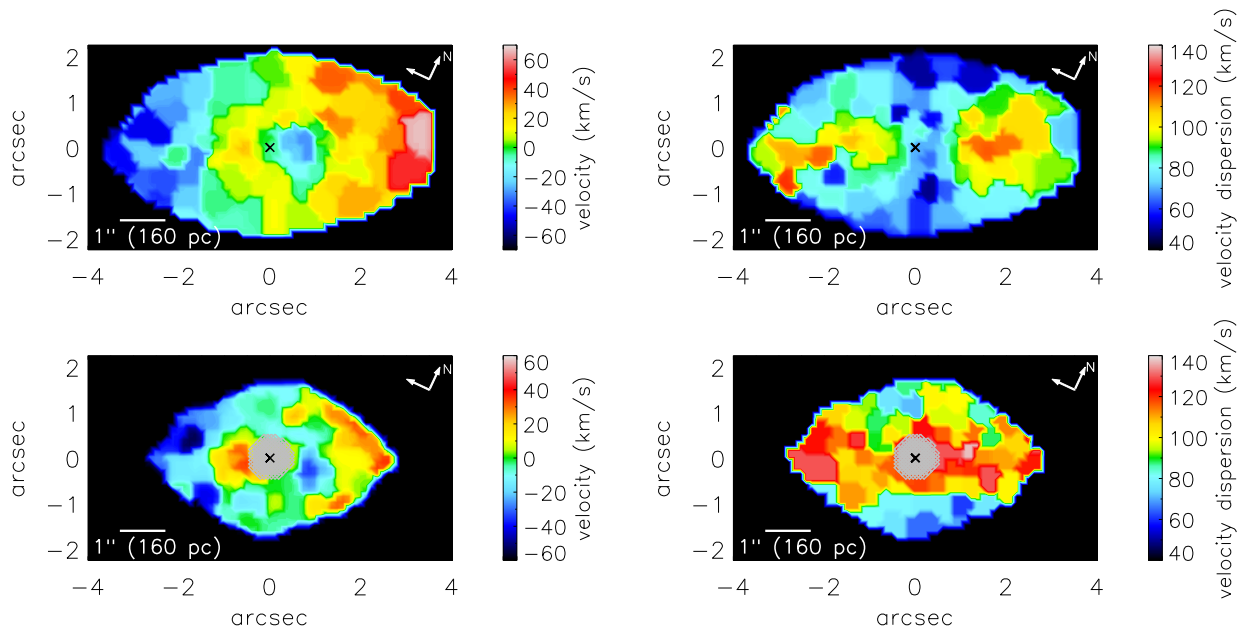 2
1
0
−1
−2
arcsec
N
1'' (160 pc)
−4 −2 0 2 4
arcsec
60
40
20
0
−20
−40
−60
velocity (km/s)
2
1
0
−1
−2
arcsec
N
1'' (160 pc)
−4 −2 0 2 4
arcsec
140
120
100
80
60
40
velocity dispersion (km/s)
2
1
0
−1
−2
arcsec
N
1'' (160 pc)
−4 −2 0 2 4
arcsec
60
40
20
0
−20
−40
−60
velocity (km/s)
2
1
0
−1
−2
arcsec
N
1'' (160 pc)
−4 −2 0 2 4
arcsec
140
120
100
80
60
40
velocity dispersion (km/s)